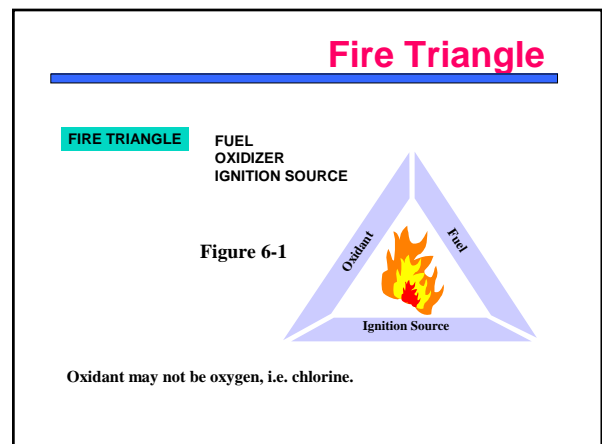 Fire Triangle
FIRE TRIANGLE
FUEL
OXIDIZER
IGNITION SOURCE
Figure 6-1
Oxidant
Fuel
Ignition Source
Oxidant may not be oxygen, i.e. chlorine.